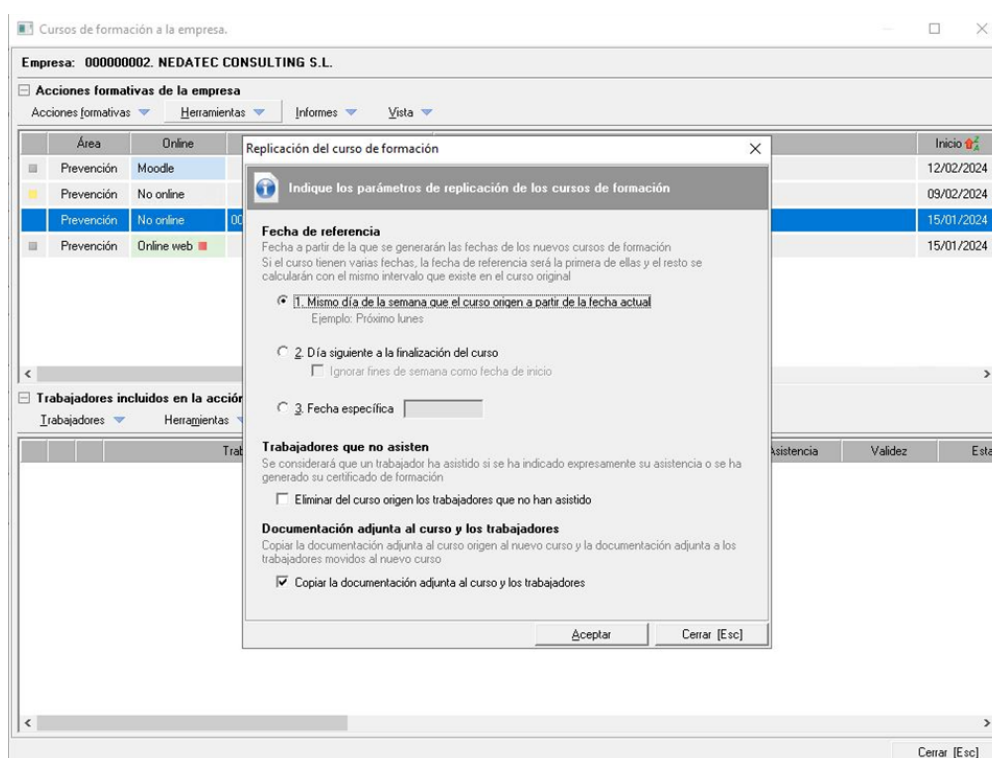 Cursos de formación a la empresa.
Empresa: 000000002. NEDATEC CONSULTING S.L.
Acciones formativas de la empresa
Acciones formativas Herramientas Informes Vista
Área Online Inicio
Prevención Moodle 12/02/2024
Prevención No online 09/02/2024
Prevención No online 00 15/01/2024
Prevención Online web 15/01/2024
Replicación del curso de formación
Indique los parámetros de replicación de los cursos de formación
Fecha de referencia
Fecha a partir de la que se generarán las fechas de los nuevos cursos de formación
Si el curso tienen varias fechas, la fecha de referencia será la primera de ellas y el resto se
calcularán con el mismo intervalo que existe en el curso original
1. Mismo día de la semana que el curso origen a partir de la fecha actual
Ejemplo: Próximo lunes
2. Día siguiente a la finalización del curso
Ignorar fines de semana como fecha de inicio
3. Fecha específica
Trabajadores que no asisten
Se considerará que un trabajador ha asistido si se ha indicado expresamente su asistencia o se ha
generado su certificado de formación
Eliminar del curso origen los trabajadores que no han asistido
Documentación adjunta al curso y los trabajadores
Copiar la documentación adjunta al curso origen al nuevo curso y la documentación adjunta a los
trabajadores movidos al nuevo curso
Copiar la documentación adjunta al curso y los trabajadores
Aceptar Cerrar [Esc]
Trabajadores incluidos en la acción
Trabajadores Herramientas
Trab Asistencia Validez Esta
Cerrar [Esc]